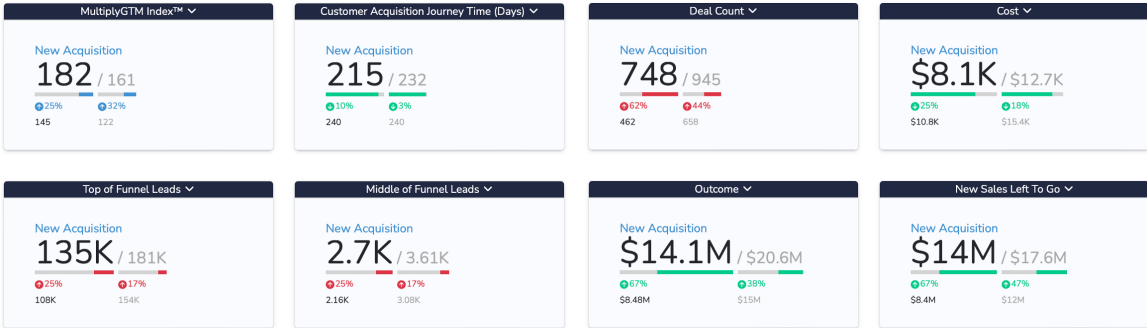 MultiplyGTM Index™
New Acquisition
182 / 161
25% 32%
145 122
Customer Acquisition Journey Time (Days)
New Acquisition
215 / 232
10% 3%
240 240
Deal Count
New Acquisition
748 / 945
62% 44%
462 658
Cost
New Acquisition
$8.1K / $12.7K
25% 18%
$10.8K $15.4K
Top of Funnel Leads
New Acquisition
135K / 181K
25% 17%
108K 154K
Middle of Funnel Leads
New Acquisition
2.7K / 3.61K
25% 17%
2.16K 3.08K
Outcome
New Acquisition
$14.1M / $20.6M
67% 38%
$8.48M $15M
New Sales Left To Go
New Acquisition
$14M / $17.6M
67% 47%
$8.4M $12M